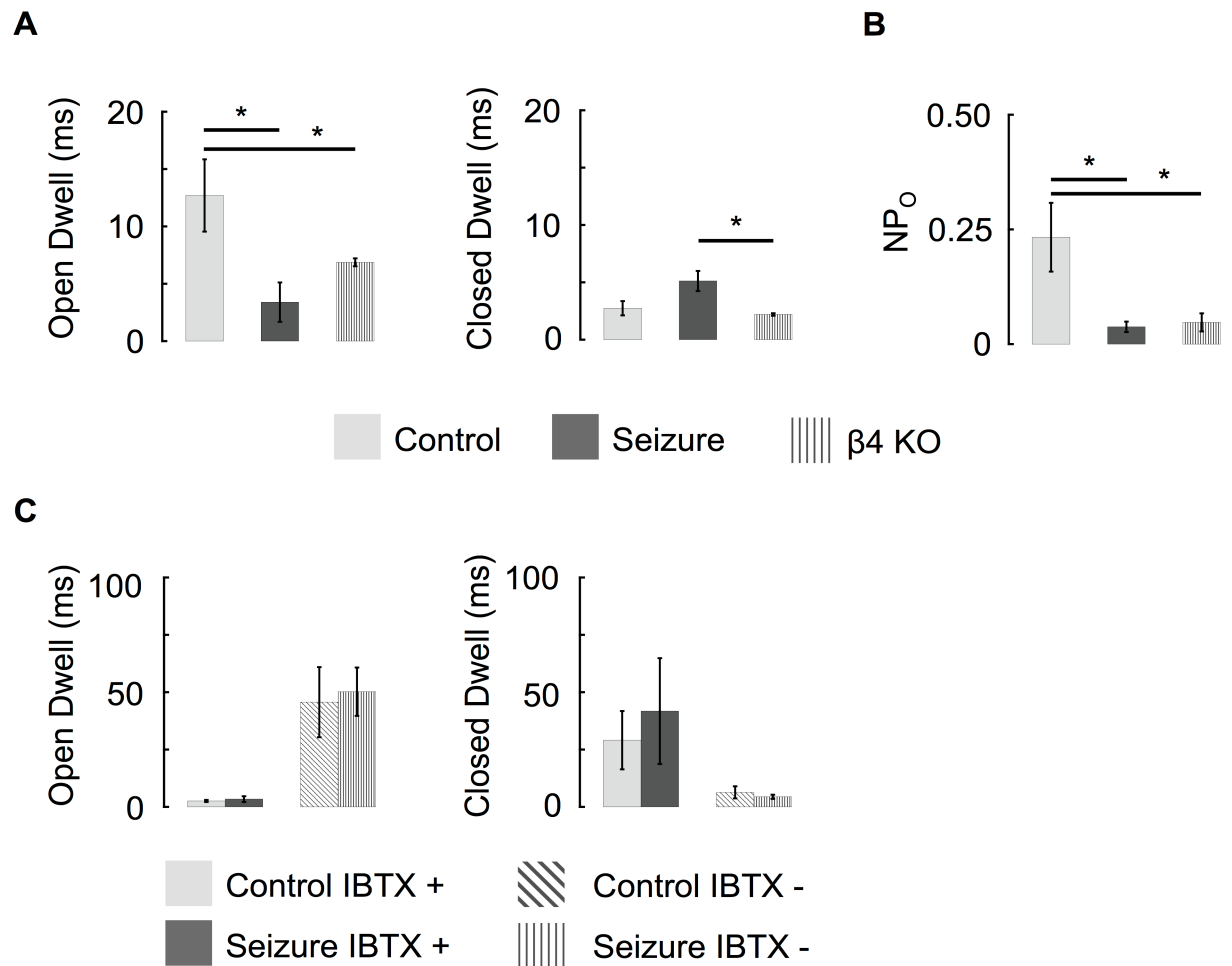 A
B
Open Dwell (ms)
20
10
0
*
*
Closed Dwell (ms)
20
10
0
*
NPO
0.50
0.25
0
*
*
Control
Seizure
β4 KO
C
Open Dwell (ms)
100
50
0
Closed Dwell (ms)
100
50
0
Control IBTX +
Control IBTX -
Seizure IBTX +
Seizure IBTX -